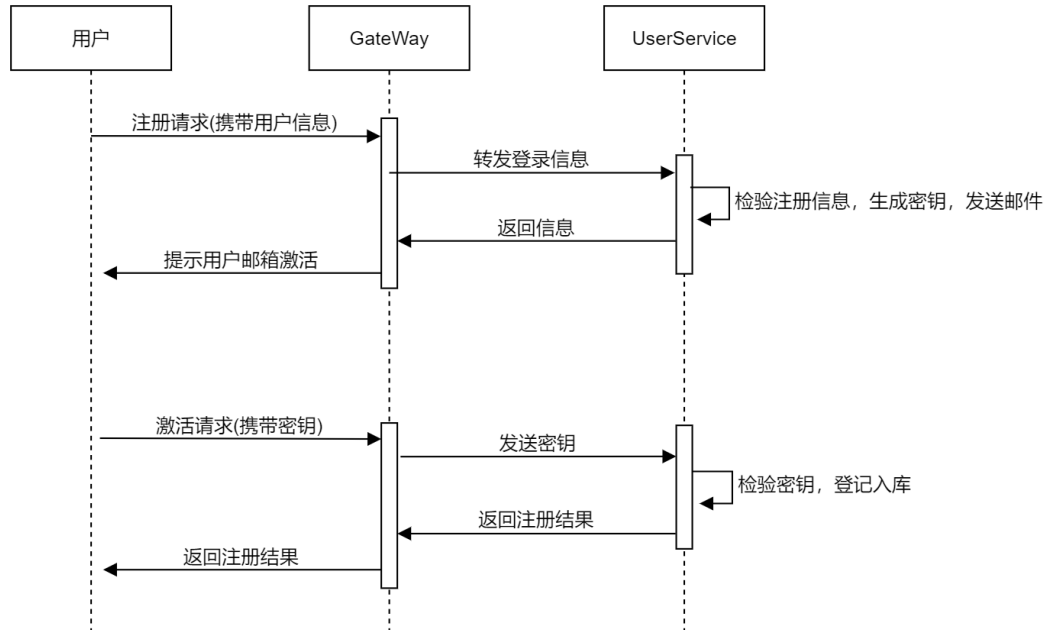 用户
GateWay
UserService
注册请求(携带用户信息)
转发登录信息
检验注册信息，生成密钥，发送邮件
返回信息
提示用户邮箱激活
激活请求(携带密钥)
发送密钥
检验密钥，登记入库
返回注册结果
返回注册结果